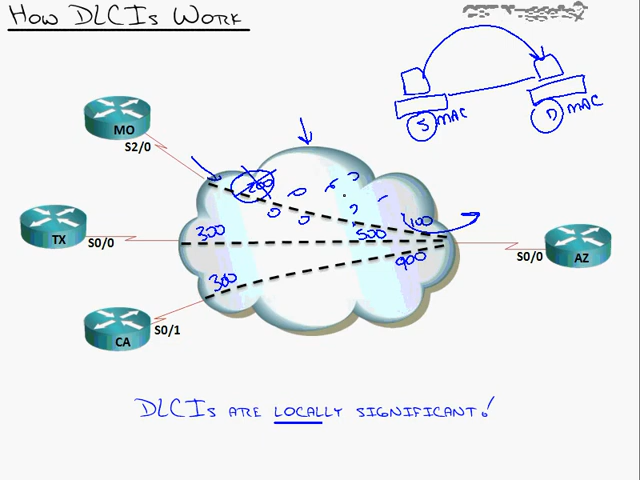 How DLCIs Work
S MAC
D MAC
MO
S2/0
200
100
TX
S0/0
300
500
S0/0
AZ
900
300
CA
S0/1
DLCIs are locally significant!